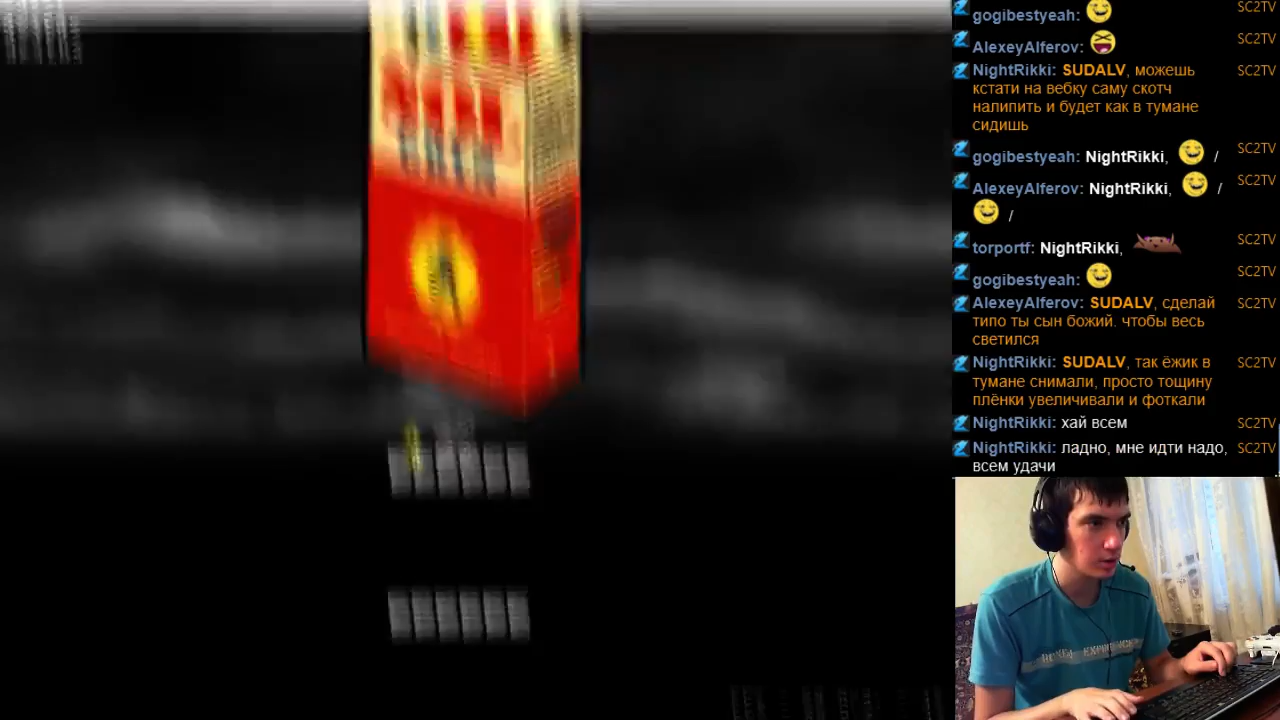 gogibestyeah: SC2TV
AlexeyAlferov: SC2TV
NightRikki: SUDALV, можешь SC2TV
кстати на вебку саму скотч
налипить и будет как в тумане
сидишь
gogibestyeah: NightRikki, / SC2TV
AlexeyAlferov: NightRikki, / SC2TV
/
torportf: NightRikki, SC2TV
gogibestyeah: SC2TV
AlexeyAlferov: SUDALV, сделай SC2TV
типо ты сын божий. чтобы весь
светился
NightRikki: SUDALV, так ёжик в SC2TV
тумане снимали, просто тощину
плёнки увеличивали и фоткали
NightRikki: хай всем SC2TV
NightRikki: ладно, мне идти надо, SC2TV
всем удачи